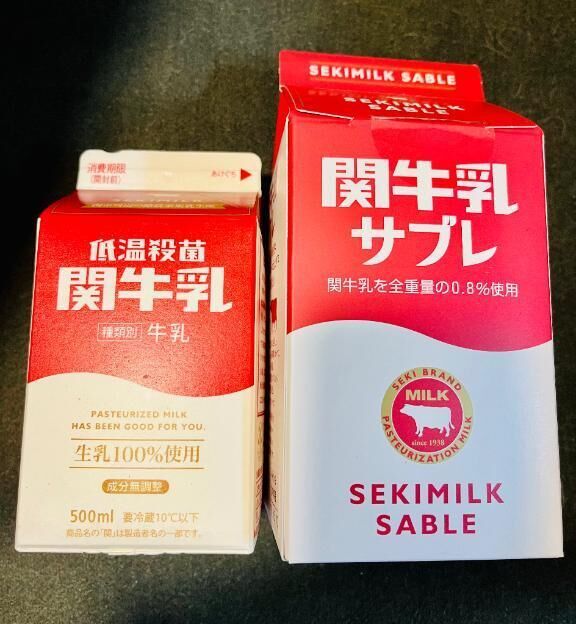 消費期限
(開封前)
あけぐち
SEKIMILK
低温殺菌
関牛乳
種類別 牛乳
PASTEURIZED MILK
HAS BEEN GOOD FOR YOU.
生乳100%使用
成分無調整
500ml 要冷蔵10℃以下
商品名の「関」は製造者名の一部です。
SEKIMILK SABLE
SEKIMILK
SABLE
関牛乳
サブレ
関牛乳を全重量の0.8%使用
SEKI BRAND
MILK
since 1938
PASTEURIZATION MILK
SEKIMILK
SABLE